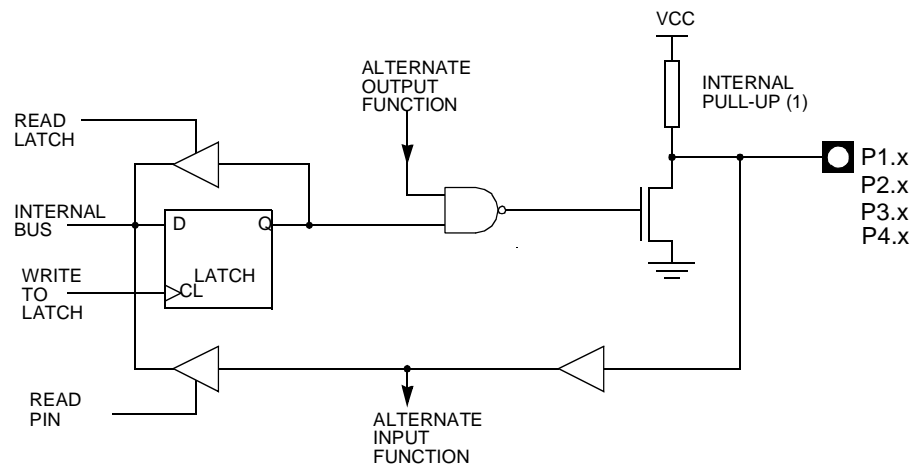 VCC
ALTERNATE
OUTPUT
FUNCTION
INTERNAL
PULL-UP (1)
READ
LATCH
P1.x
P2.x
P3.x
P4.x
INTERNAL
BUS
D
Q
LATCH
CL
WRITE
TO
LATCH
READ
PIN
ALTERNATE
INPUT
FUNCTION